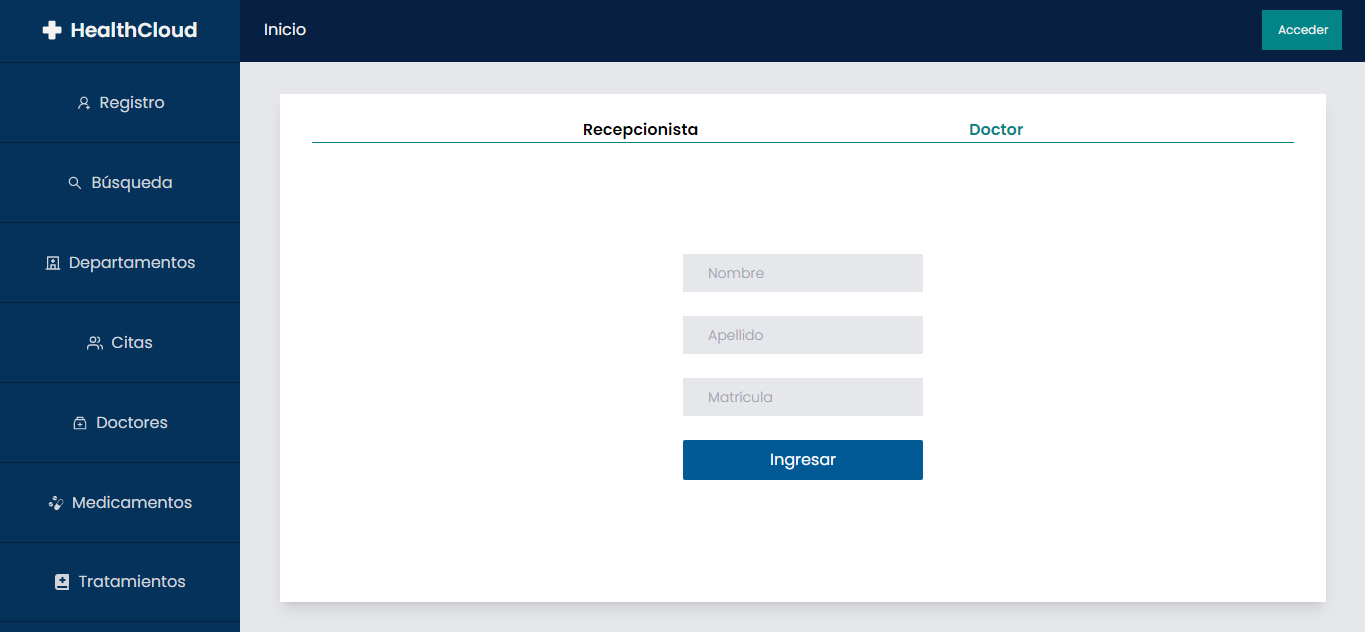 HealthCloud
Inicio
Acceder
Registro
Búsqueda
Departamentos
Citas
Doctores
Medicamentos
Tratamientos
Recepcionista
Doctor
Nombre
Apellido
Matrícula
Ingresar